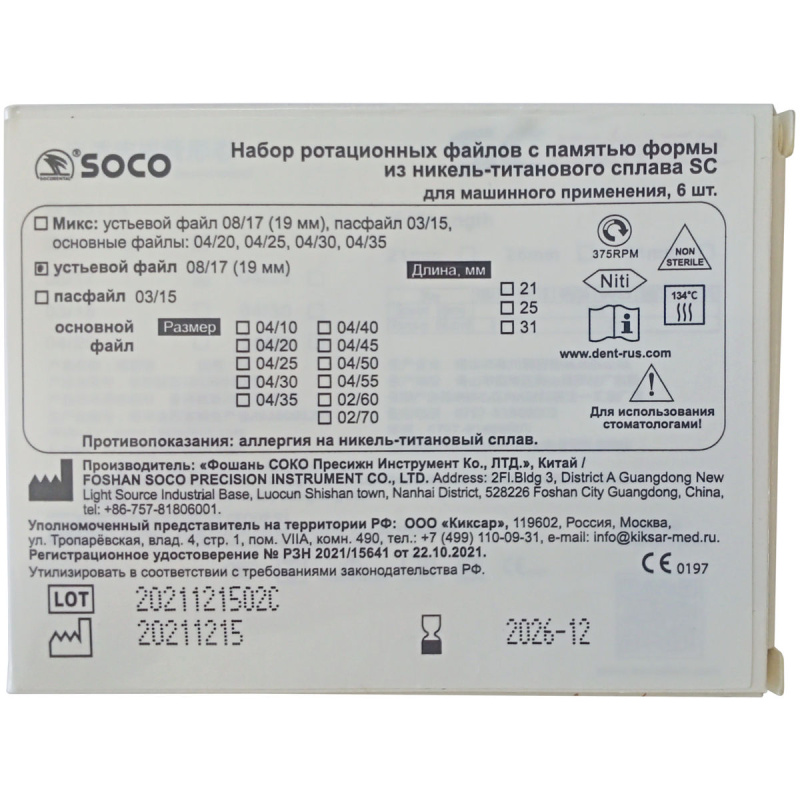 ® SOCO
Набор ротационных файлов с памятью формы
из никель-титанового сплава SC
для машинного применения, 6 шт.
Микс: устьевой файл 08/17 (19 мм), пасфайл 03/15,
основные файлы: 04/20, 04/25, 04/30, 04/35
устьевой файл 08/17 (19 мм)
пасфайл 03/15
основной файл
Размер
04/10 04/40
04/20 04/45
04/25 04/50
04/30 04/55
04/35 02/60
02/70
Длина, мм
21
25
31
375RPM
NON
STERILE
Niti
134°C
i
www.dent-rus.com
Для использования
стоматологами!
Противопоказания: аллергия на никель-титановый сплав.
Производитель: «Фошань СОКО Пресижн Инструмент Ко., ЛТД.», Китай /
FOSHAN SOCO PRECISION INSTRUMENT CO., LTD. Address: 2Fl.Bldg 3, District A Guangdong New
Light Source Industrial Base, Luocun Shishan town, Nanhai District, 528226 Foshan City Guangdong, China,
tel: +86-757-81806001.
Уполномоченный представитель на территории РФ: ООО «Киксар», 119602, Россия, Москва,
ул. Тропарёвская, влад. 4, стр. 1, пом. VIIA, комн. 490, тел.: +7 (499) 110-09-31, e-mail: info@kiksar-med.ru.
Регистрационное удостоверение № РЗН 2021/15641 от 22.10.2021.
Утилизировать в соответствии с требованиями законодательства РФ.
CE 0197
LOT 2021121502C
20211215
2026-12